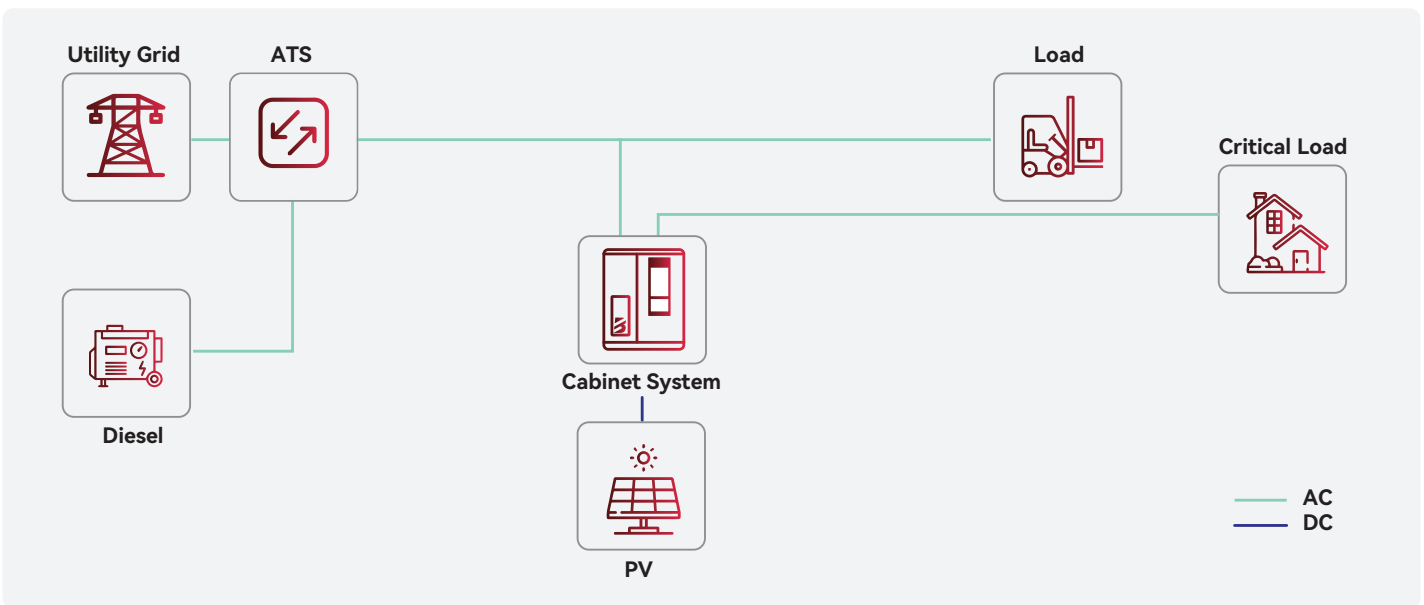 Utility Grid
ATS
Load
Critical Load
Cabinet System
Diesel
PV
AC
DC